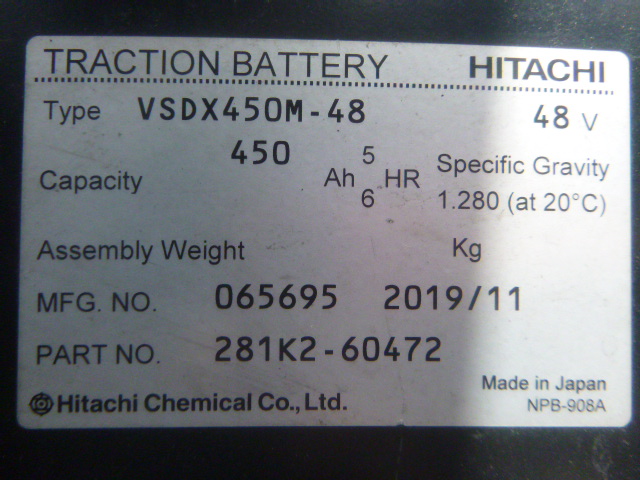 TRACTION BATTERY HITACHI
Type VSDX450M-48 48 V
Capacity 450 Ah 5 HR Specific Gravity
6 1.280 (at 20°C)
Assembly Weight Kg
MFG. NO. 065695 2019/11
PART NO. 281K2-60472
Made in Japan
Hitachi Chemical Co., Ltd. NPB-908A